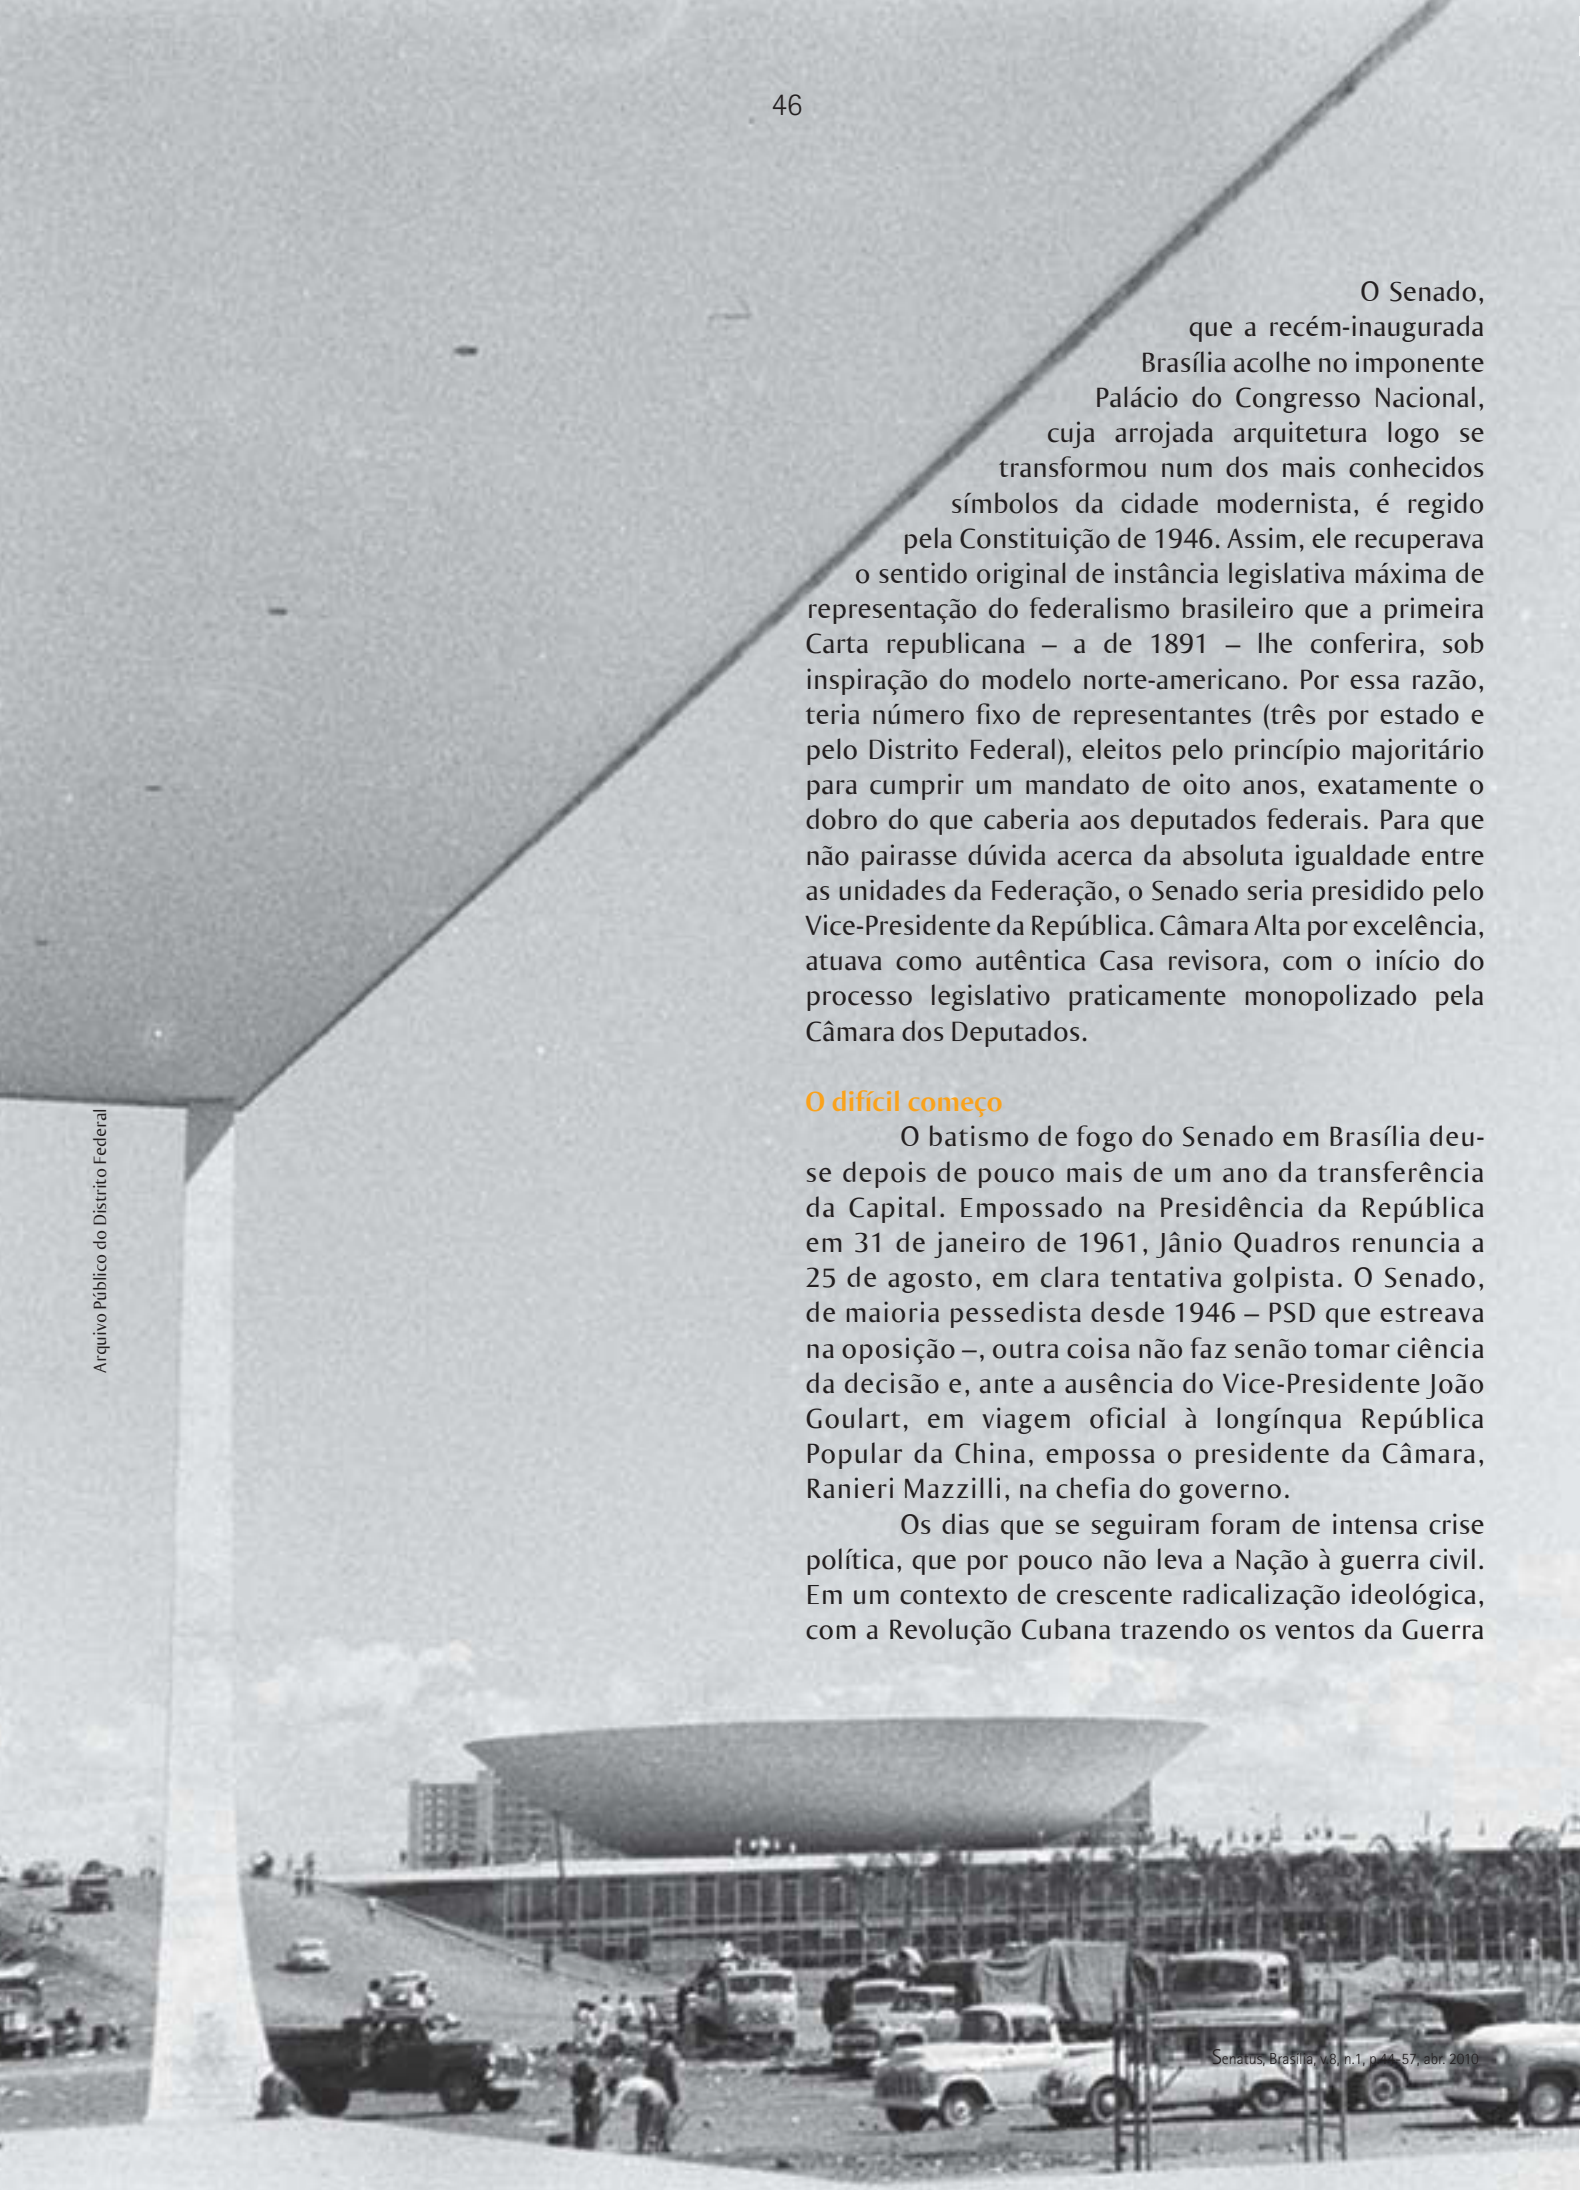 46
O Senado,
que a recém-inaugurada
Brasília acolhe no imponente
Palácio do Congresso Nacional,
cuja arrojada arquitetura logo se
transformou num dos mais conhecidos
símbolos da cidade modernista, é regido
pela Constituição de 1946. Assim, ele recuperava
o sentido original de instância legislativa máxima de
representação do federalismo brasileiro que a primeira
Carta republicana – a de 1891 – lhe conferira, sob
inspiração do modelo norte-americano. Por essa razão,
teria número fixo de representantes (três por estado e
pelo Distrito Federal), eleitos pelo princípio majoritário
para cumprir um mandato de oito anos, exatamente o
dobro do que caberia aos deputados federais. Para que
não pairasse dúvida acerca da absoluta igualdade entre
as unidades da Federação, o Senado seria presidido pelo
Vice-Presidente da República. Câmara Alta por excelência,
atuava como autêntica Casa revisora, com o início do
processo legislativo praticamente monopolizado pela
Câmara dos Deputados.
O difícil começo
O batismo de fogo do Senado em Brasília deu-
se depois de pouco mais de um ano da transferência
da Capital. Empossado na Presidência da República
em 31 de janeiro de 1961, Jânio Quadros renuncia a
25 de agosto, em clara tentativa golpista. O Senado,
de maioria pessedista desde 1946 – PSD que estreava
na oposição –, outra coisa não faz senão tomar ciência
da decisão e, ante a ausência do Vice-Presidente João
Goulart, em viagem oficial à longínqua República
Popular da China, empossa o presidente da Câmara,
Ranieri Mazzilli, na chefia do governo.
Os dias que se seguiram foram de intensa crise
política, que por pouco não leva a Nação à guerra civil.
Em um contexto de crescente radicalização ideológica,
com a Revolução Cubana trazendo os ventos da Guerra
Arquivo Público do Distrito Federal
Senatus, Brasília, v.8, n.1, p.44-57, abr. 2010